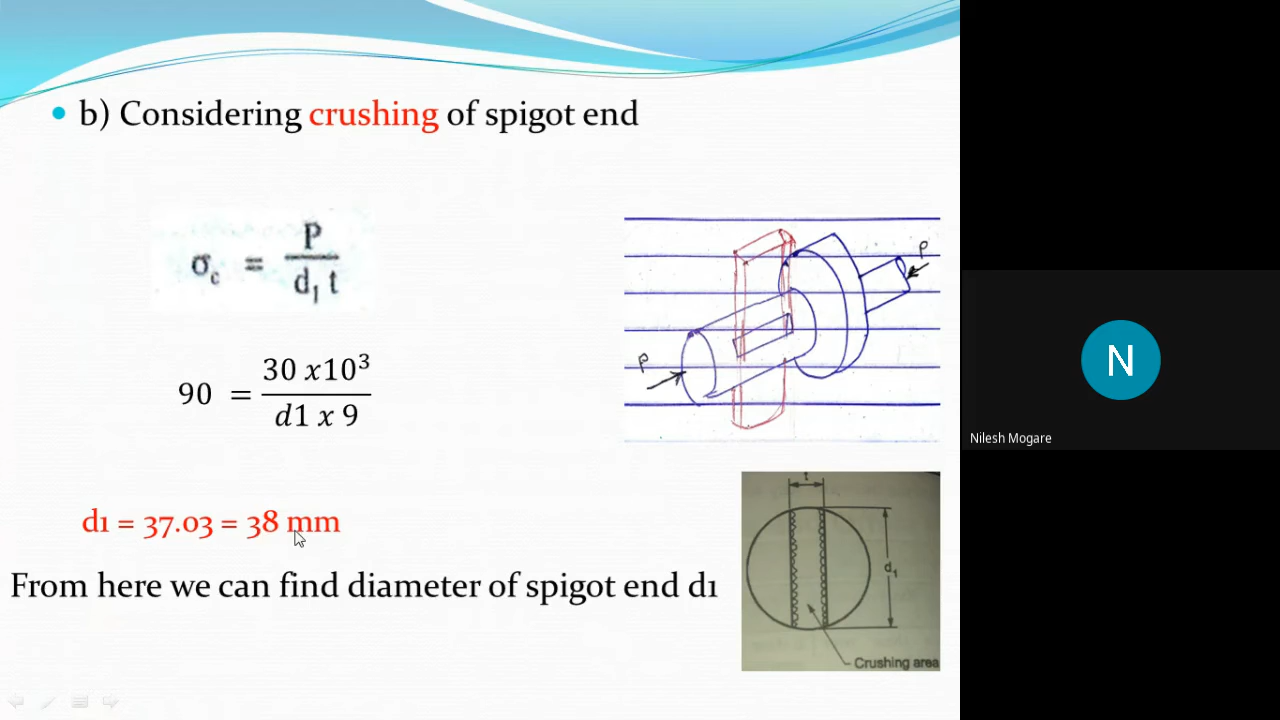 b) Considering crushing of spigot end
σc = P / d1 t
90 = 30 x10³ / d1 x 9
d1 = 37.03 = 38 mm
From here we can find diameter of spigot end d1
P
P
t
d1
Crushing area
N
Nilesh Mogare